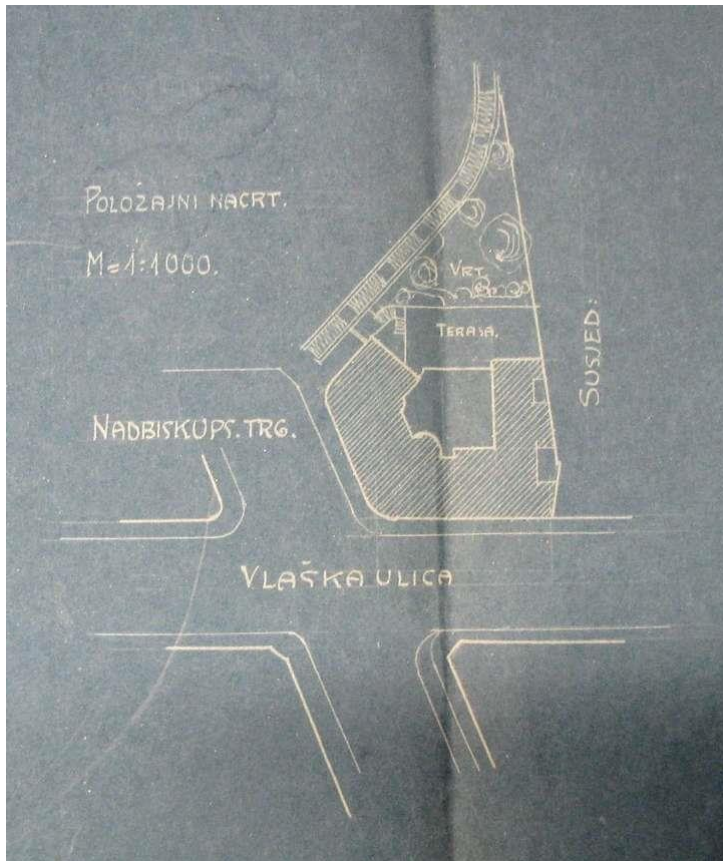 POLOŽAJNI NACRT.
M=1:1000.
VRT.
TERASA.
SUSJED:
NADBISKUPS. TRG.
VLAŠKA ULICA